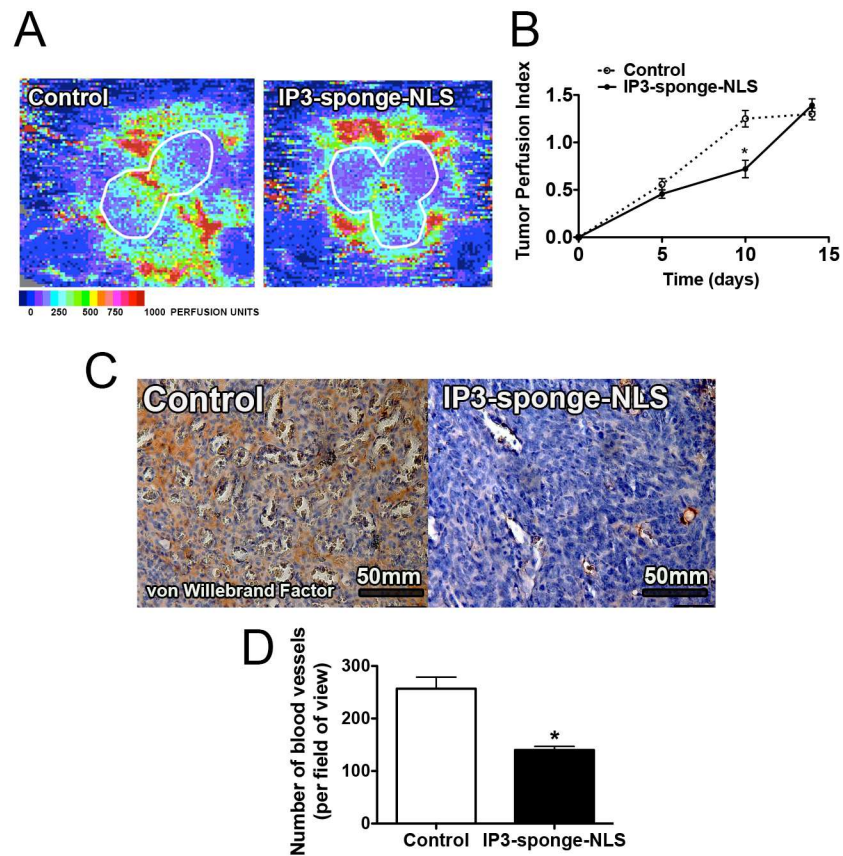 A
Control
IP3-sponge-NLS
0 250 500 750 1000 PERFUSION UNITS
B
Control
IP3-sponge-NLS
Tumor Perfusion Index
1.5
1.0
0.5
0.0
*
0 5 10 15
Time (days)
C
Control
IP3-sponge-NLS
von Willebrand Factor
50mm
50mm
D
Number of blood vessels
(per field of view)
300
200
100
0
*
Control IP3-sponge-NLS